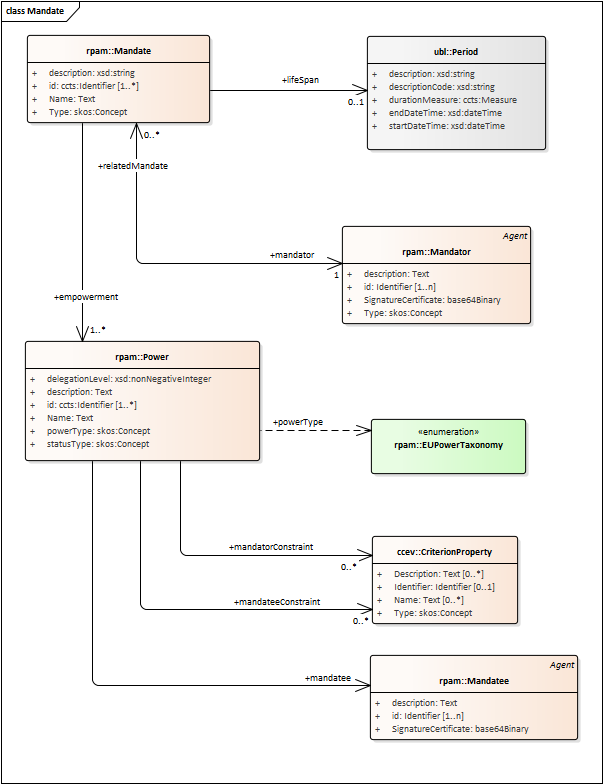 class Mandate
rpam::Mandate
+ description: xsd:string
+ id: ccts:Identifier [1..*]
+ Name: Text
+ Type: skos:Concept
+lifeSpan
0..1
ubl::Period
+ description: xsd:string
+ descriptionCode: xsd:string
+ durationMeasure: ccts:Measure
+ endDateTime: xsd:dateTime
+ startDateTime: xsd:dateTime
0..*
+relatedMandate
+mandator
1
Agent
rpam::Mandator
+ description: Text
+ id: Identifier [1..n]
+ SignatureCertificate: base64Binary
+ Type: skos:Concept
+empowerment
1..*
rpam::Power
+ delegationLevel: xsd:nonNegativeInteger
+ description: Text
+ id: ccts:Identifier [1..*]
+ Name: Text
+ powerType: skos:Concept
+ statusType: skos:Concept
+powerType
«enumeration»
rpam::EUPowerTaxonomy
+mandatorConstraint
0..*
+mandateeConstraint
0..*
ccev::CriterionProperty
+ Description: Text [0..*]
+ Identifier: Identifier [0..1]
+ Name: Text [0..*]
+ Type: skos:Concept
+mandatee
Agent
rpam::Mandatee
+ description: Text
+ id: Identifier [1..n]
+ SignatureCertificate: base64Binary